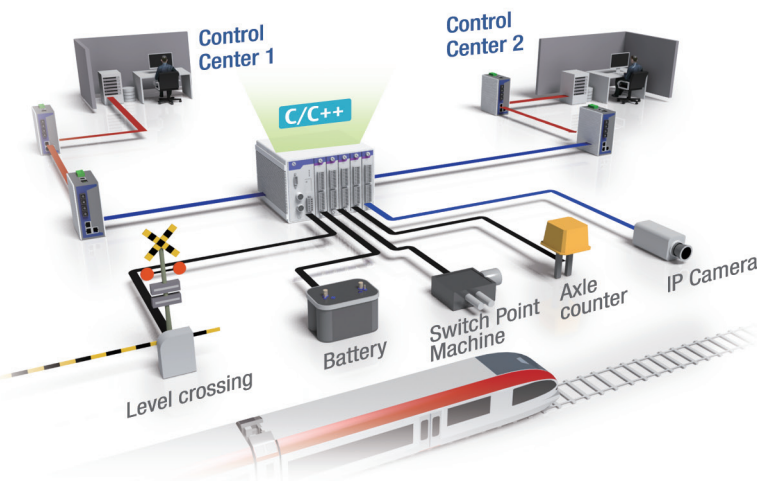 Control
Center 1
Control
Center 2
C/C++
Level crossing
Battery
Switch Point
Machine
Axle
counter
IP Camera